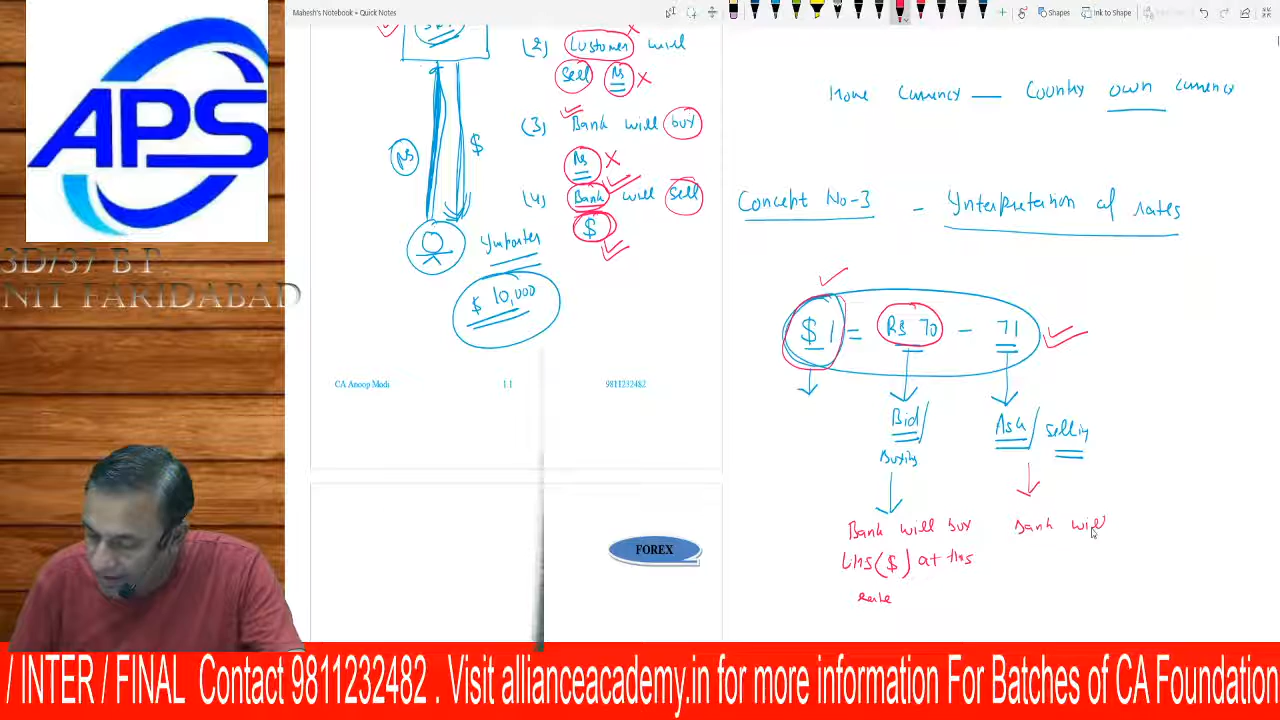 Mahesh's Notebook • Quick Notes
Shapes
Ink to Shape
APS
3D/37 B.P.
NIT FARIDABAD
(2) Customer will
Sell Rs
(3) Bank will buy
Rs
(4) Bank will Sell
$
Rs
$
Importer
$ 10,000
CA Anoop Modi
11
9811232482
FOREX
Home Currency — Country own currency
Concept No-3 - Interpretation of rates
$ 1 = Rs 70 - 71
Bid/
Buying
Ask/ Selling
Bank will buy
LHS ($) at this
rate
Bank will
/ INTER / FINAL Contact 9811232482 . Visit allianceacademy.in for more information For Batches of CA Foundation